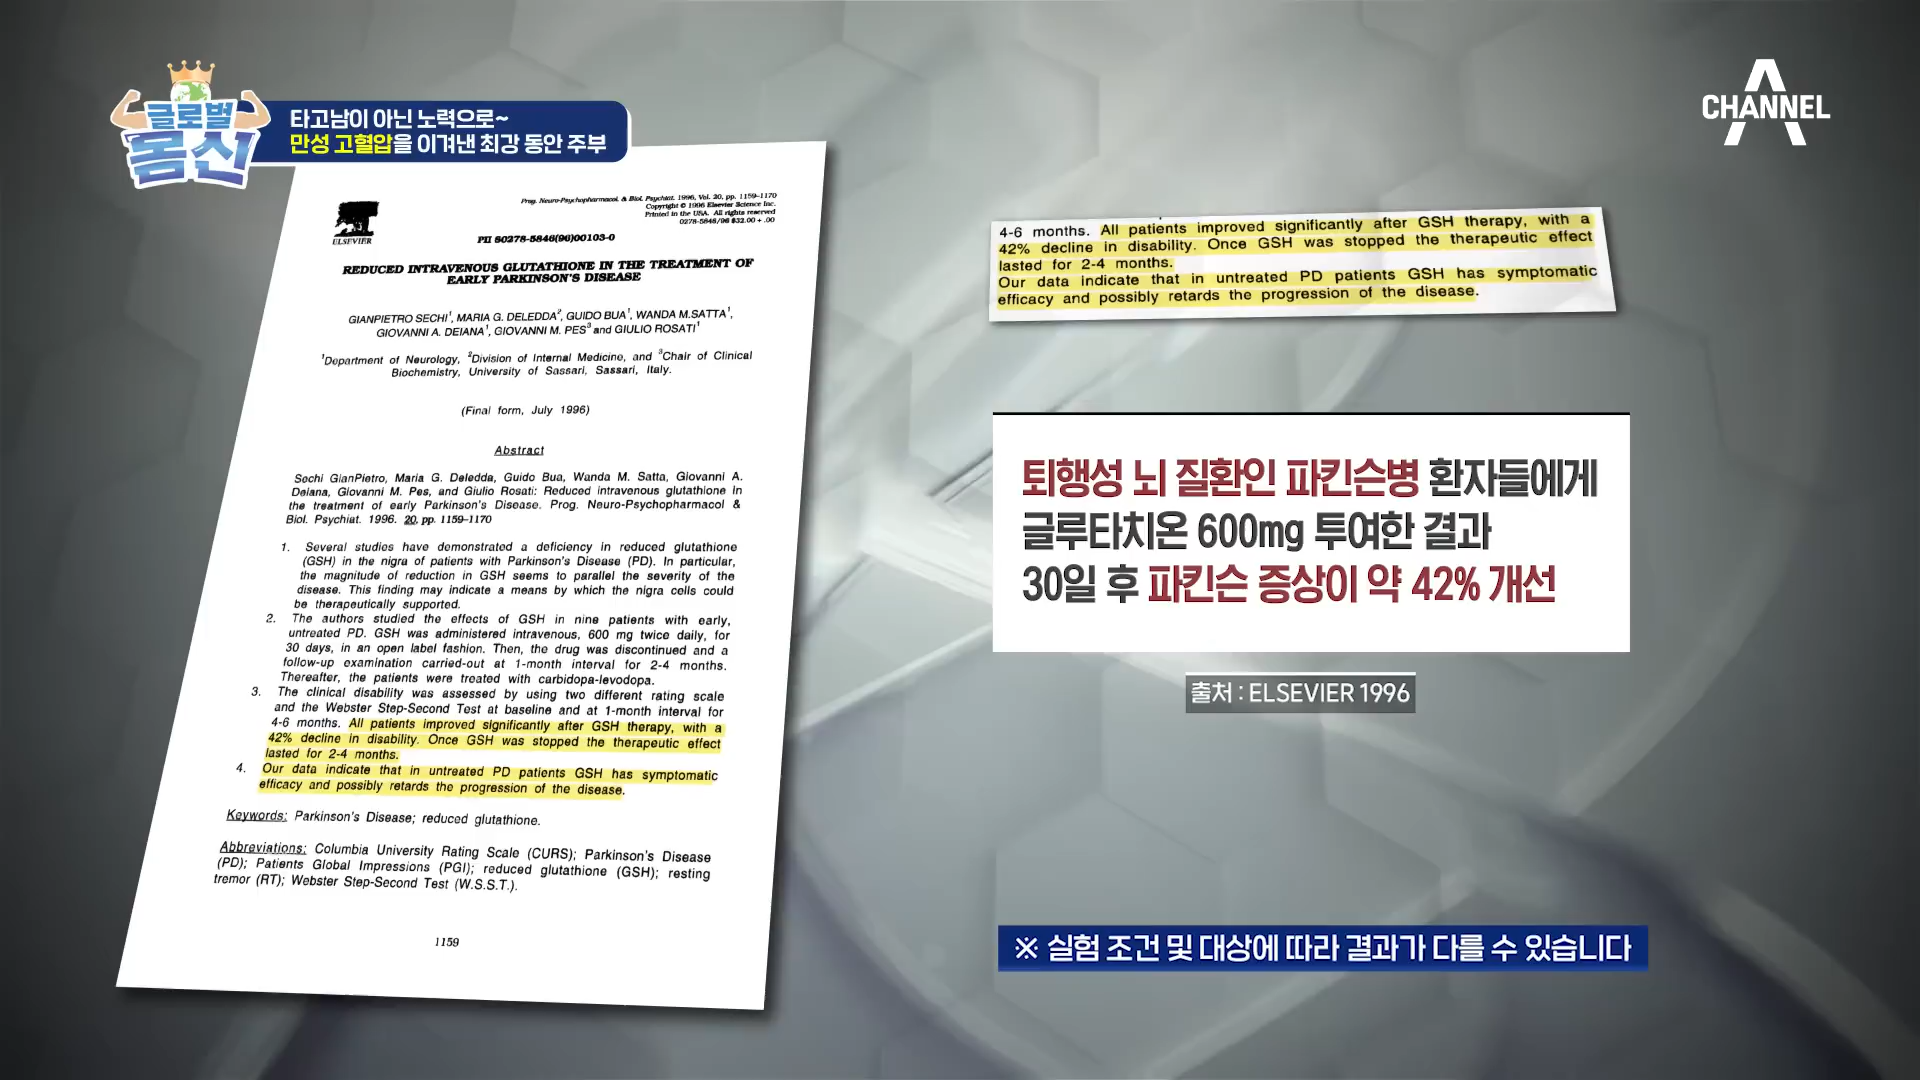 글로벌
몸신
타고남이 아닌 노력으로~
만성 고혈압을 이겨낸 최강 동안 주부
CHANNEL A
ELSEVIER
Prog. Neuro-Psychopharmacol. & Biol. Psychiat. 1996, Vol. 20, pp. 1159-1170
Copyright © 1996 Elsevier Science Inc.
Printed in the USA. All rights reserved
0278-5846/96 $32.00 + .00
PII S0278-5846(96)00103-0
REDUCED INTRAVENOUS GLUTATHIONE IN THE TREATMENT OF
EARLY PARKINSON'S DISEASE
GIANPIETRO SECHI1, MARIA G. DELEDDA2, GUIDO BUA1, WANDA M.SATTA1,
GIOVANNI A. DEIANA1, GIOVANNI M. PES3 and GIULIO ROSATI1
1Department of Neurology, 2Division of Internal Medicine, and 3Chair of Clinical
Biochemistry, University of Sassari, Sassari, Italy.
(Final form, July 1996)
Abstract
Sechi GianPietro, Maria G. Deledda, Guido Bua, Wanda M. Satta, Giovanni A.
Deiana, Giovanni M. Pes, and Giulio Rosati: Reduced intravenous glutathione in
the treatment of early Parkinson's Disease. Prog. Neuro-Psychopharmacol &
Biol. Psychiat. 1996. 20, pp. 1159-1170
1. Several studies have demonstrated a deficiency in reduced glutathione
(GSH) in the nigra of patients with Parkinson's Disease (PD). In particular,
the magnitude of reduction in GSH seems to parallel the severity of the
disease. This finding may indicate a means by which the nigra cells could
be therapeutically supported.
2. The authors studied the effects of GSH in nine patients with early,
untreated PD. GSH was administered intravenous, 600 mg twice daily, for
30 days, in an open label fashion. Then, the drug was discontinued and a
follow-up examination carried-out at 1-month interval for 2-4 months.
Thereafter, the patients were treated with carbidopa-levodopa.
3. The clinical disability was assessed by using two different rating scale
and the Webster Step-Second Test at baseline and at 1-month interval for
4-6 months. All patients improved significantly after GSH therapy, with a
42% decline in disability. Once GSH was stopped the therapeutic effect
lasted for 2-4 months.
4. Our data indicate that in untreated PD patients GSH has symptomatic
efficacy and possibly retards the progression of the disease.
Keywords: Parkinson's Disease; reduced glutathione.
Abbreviations: Columbia University Rating Scale (CURS); Parkinson's Disease
(PD); Patients Global Impressions (PGI); reduced glutathione (GSH); resting
tremor (RT); Webster Step-Second Test (W.S.S.T.).
1159
4-6 months. All patients improved significantly after GSH therapy, with a
42% decline in disability. Once GSH was stopped the therapeutic effect
lasted for 2-4 months.
Our data indicate that in untreated PD patients GSH has symptomatic
efficacy and possibly retards the progression of the disease.
퇴행성 뇌 질환인 파킨슨병 환자들에게
글루타치온 600mg 투여한 결과
30일 후 파킨슨 증상이 약 42% 개선
출처 : ELSEVIER 1996
※ 실험 조건 및 대상에 따라 결과가 다를 수 있습니다